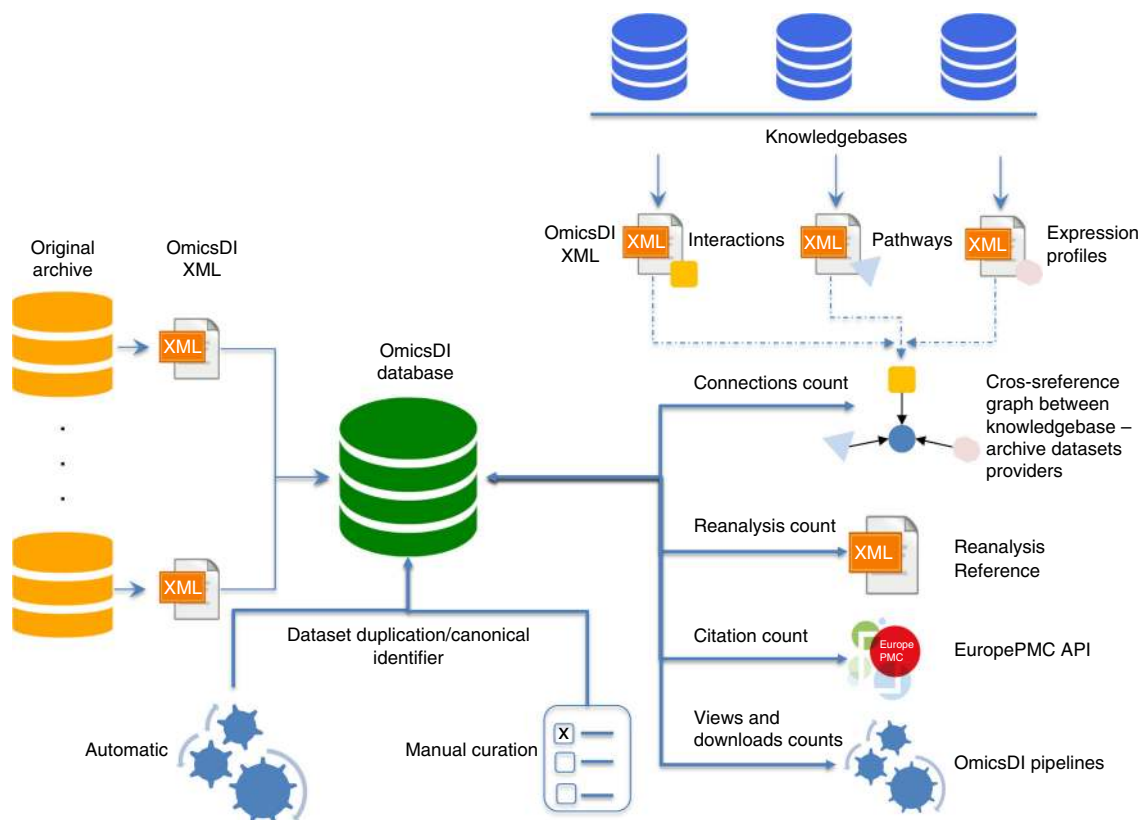 Knowledgebases
OmicsDI
XML
XML
Interactions
XML
Pathways
XML
Expression
profiles
Original
archive
OmicsDI
XML
XML
XML
OmicsDI
database
Connections count
Cros-sreference
graph between
knowledgebase –
archive datasets
providers
Reanalysis count
XML
Reanalysis
Reference
Citation count
Europe
PMC
EuropePMC API
Views and
downloads counts
OmicsDI pipelines
Dataset duplication/canonical
identifier
Automatic
Manual curation
X